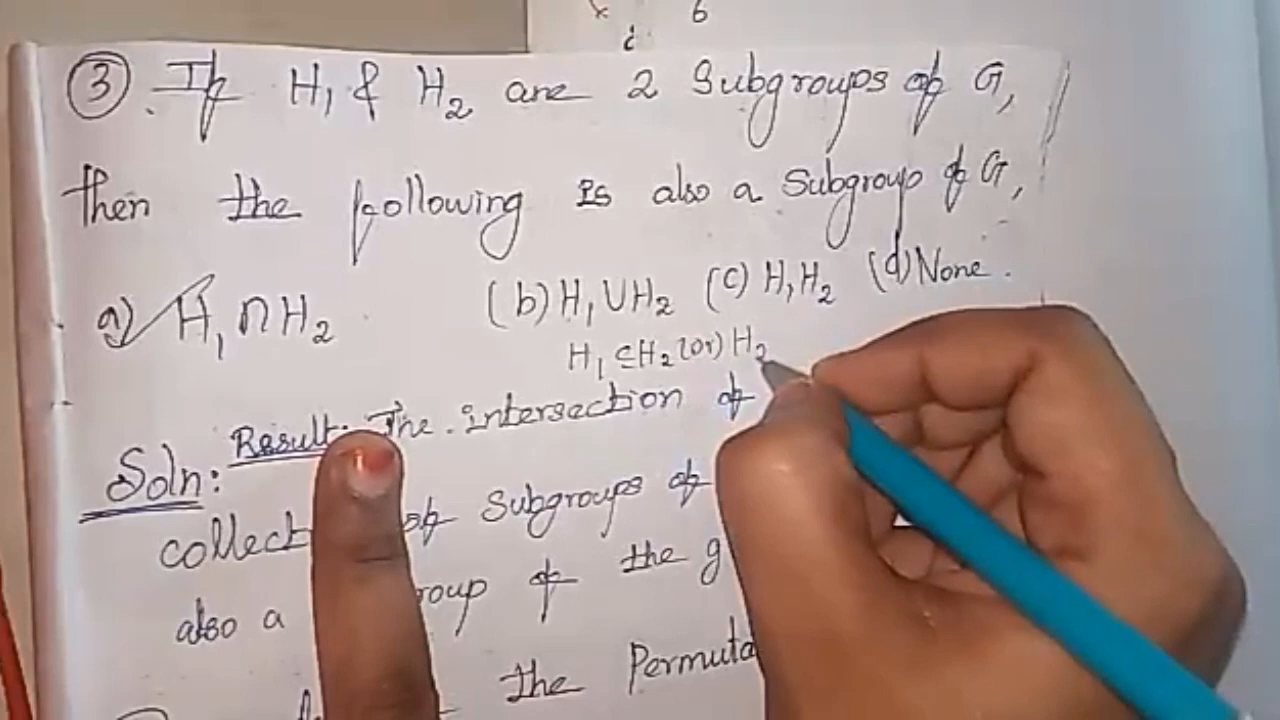 6
③. If H₁ & H₂ are 2 Subgroups of G,
then the following is also a Subgroup of G,
a) H₁∩H₂ (b) H₁∪H₂ (c) H₁H₂ (d) None.
H₁⊆H₂ (or) H₂
Soln: Result: The intersection of
collect of Subgroups of
also a roup of the g
the Permuta